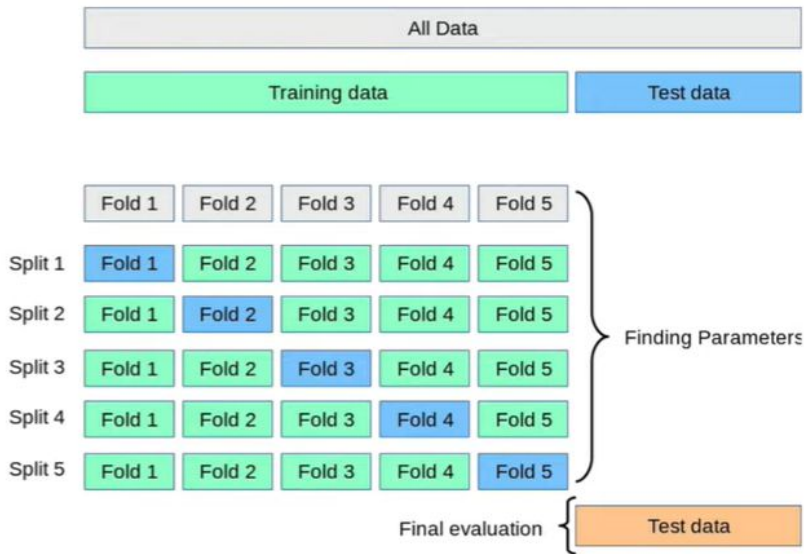 All Data
Training data Test data
Fold 1 Fold 2 Fold 3 Fold 4 Fold 5
Split 1 Fold 1 Fold 2 Fold 3 Fold 4 Fold 5
Split 2 Fold 1 Fold 2 Fold 3 Fold 4 Fold 5
Finding Parameters
Split 3 Fold 1 Fold 2 Fold 3 Fold 4 Fold 5
Split 4 Fold 1 Fold 2 Fold 3 Fold 4 Fold 5
Split 5 Fold 1 Fold 2 Fold 3 Fold 4 Fold 5
Final evaluation Test data